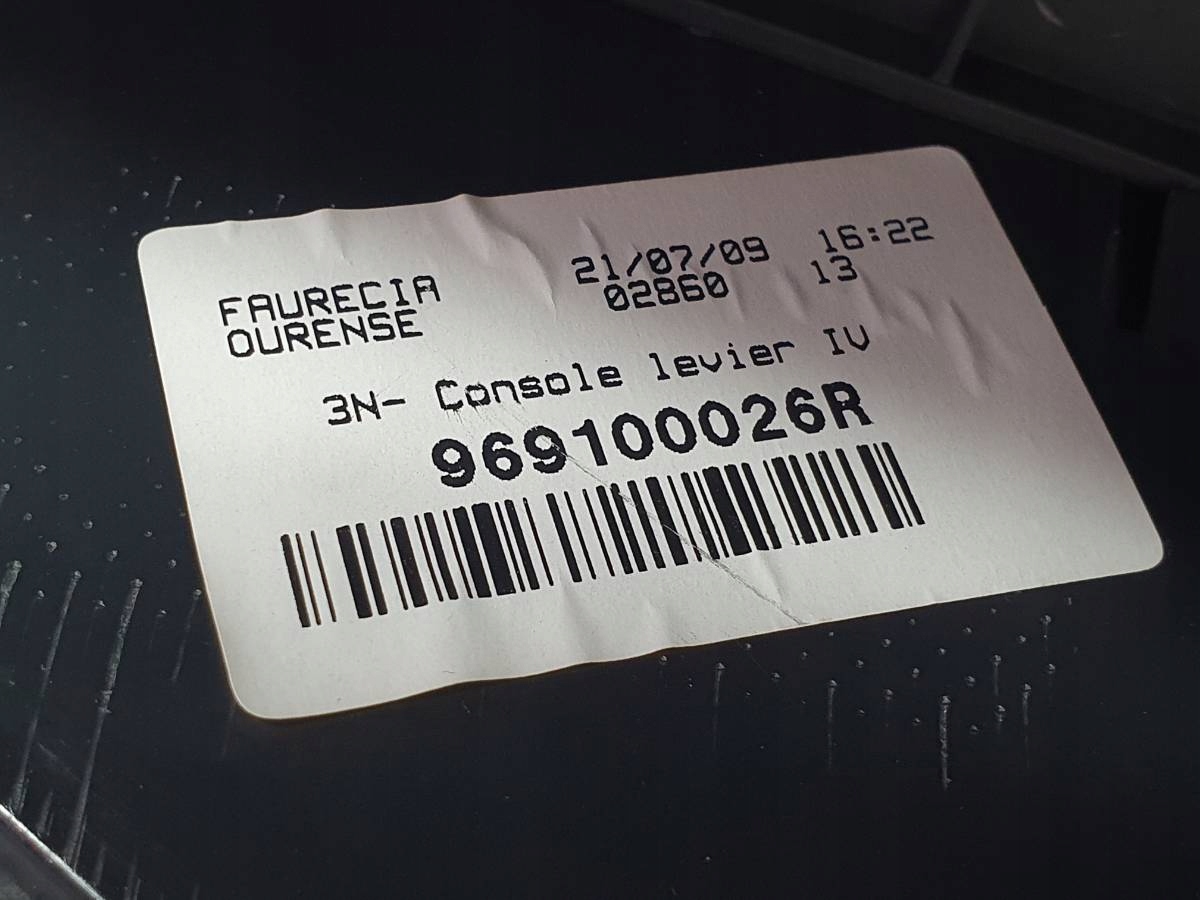 FAURECIA 21/07/09 16:22
OURENSE 02860 13
3N- Console levier IV
969100026R